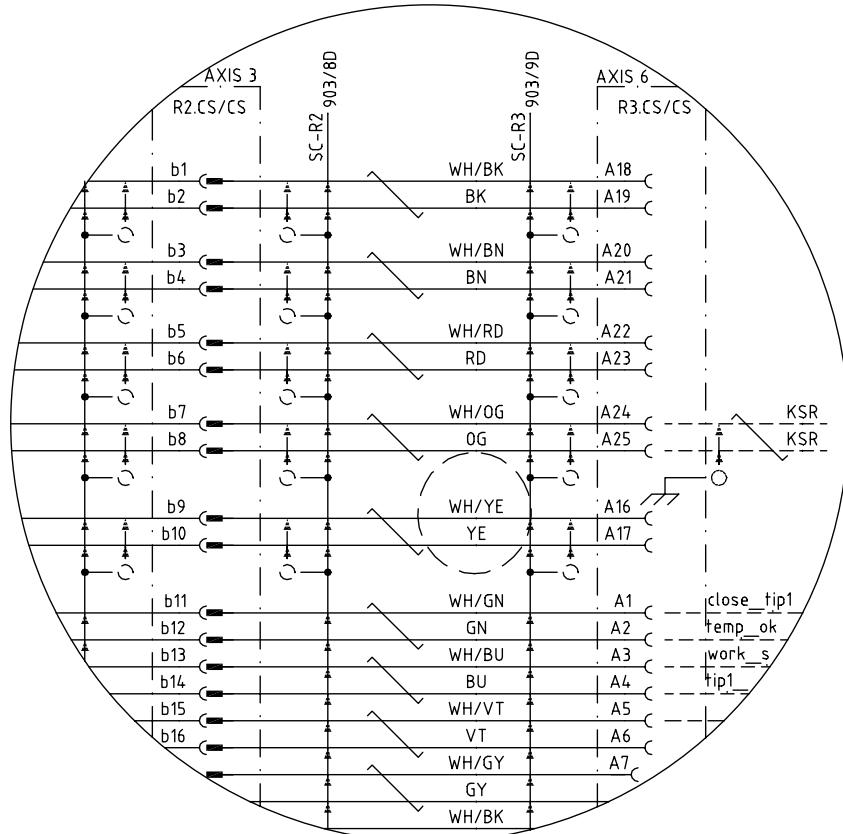 903/8D
903/9D
AXIS 3
AXIS 6
R2.CS/CS
R3.CS/CS
SC-R2
SC-R3
b1 WH/BK A18
b2 BK A19
b3 WH/BN A20
b4 BN A21
b5 WH/RD A22
b6 RD A23
b7 WH/OG A24 KSR
b8 OG A25 KSR
b9 WH/YE A16
b10 YE A17
b11 WH/GN A1 close_tip1
b12 GN A2 temp_ok
b13 WH/BU A3 work_s
b14 BU A4 tip1_
b15 WH/VT A5
b16 VT A6
WH/GY A7
GY
WH/BK